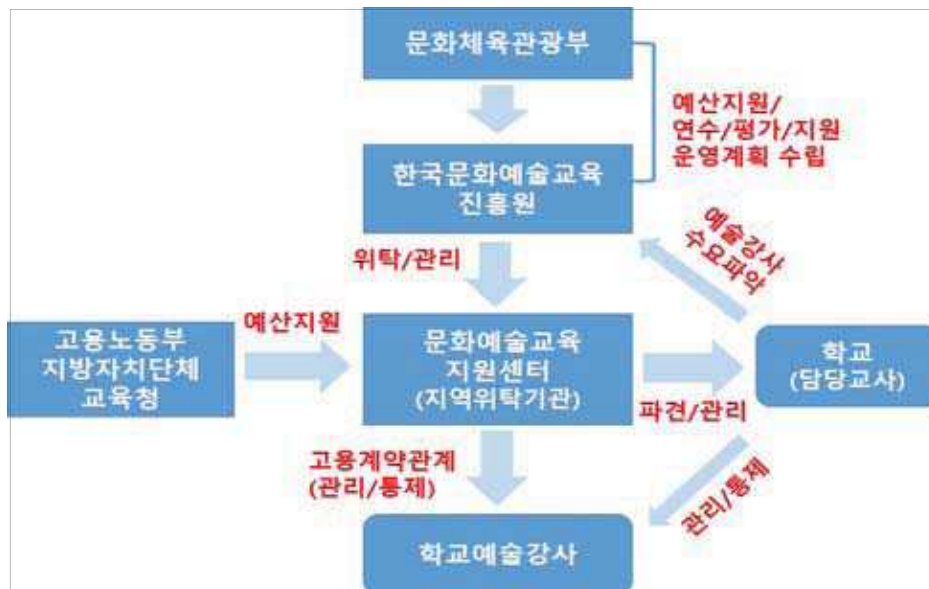 문화체육관광부
예산지원/
연수/평가/지원
운영계획 수립
한국문화예술교육
진흥원
예술강사
수요파악
위탁/관리
고용노동부
지방자치단체
교육청
예산지원
문화예술교육
지원센터
(지역위탁기관)
학교
(담당교사)
파견/관리
고용계약관계
(관리/통제)
관리/통제
학교예술강사